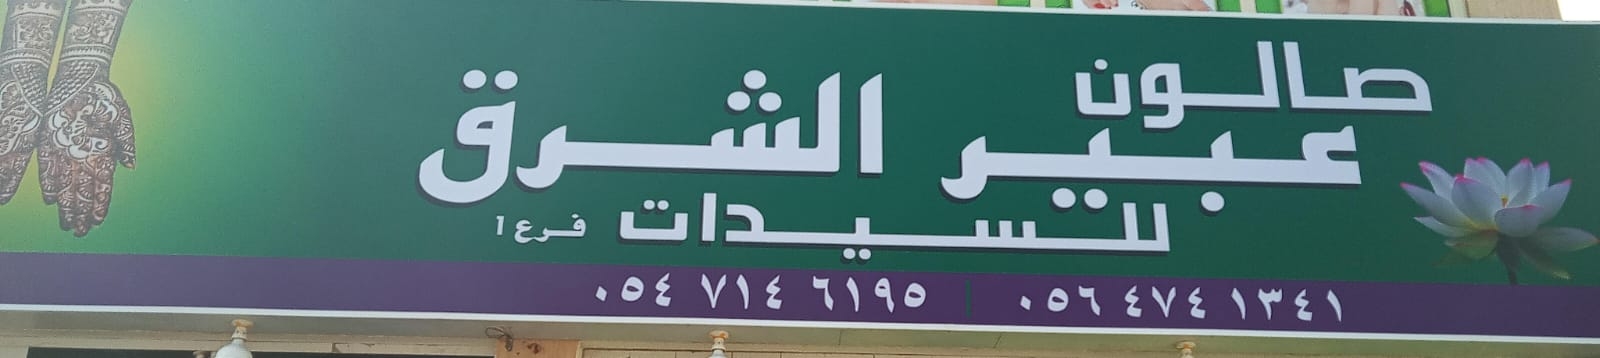 صالون
عبير الشرق
للسيدات فرع ١
٠٥٤ ٧١٤ ٦١٩٥ | ٠٥٦ ٤٧٤ ١٣٤١